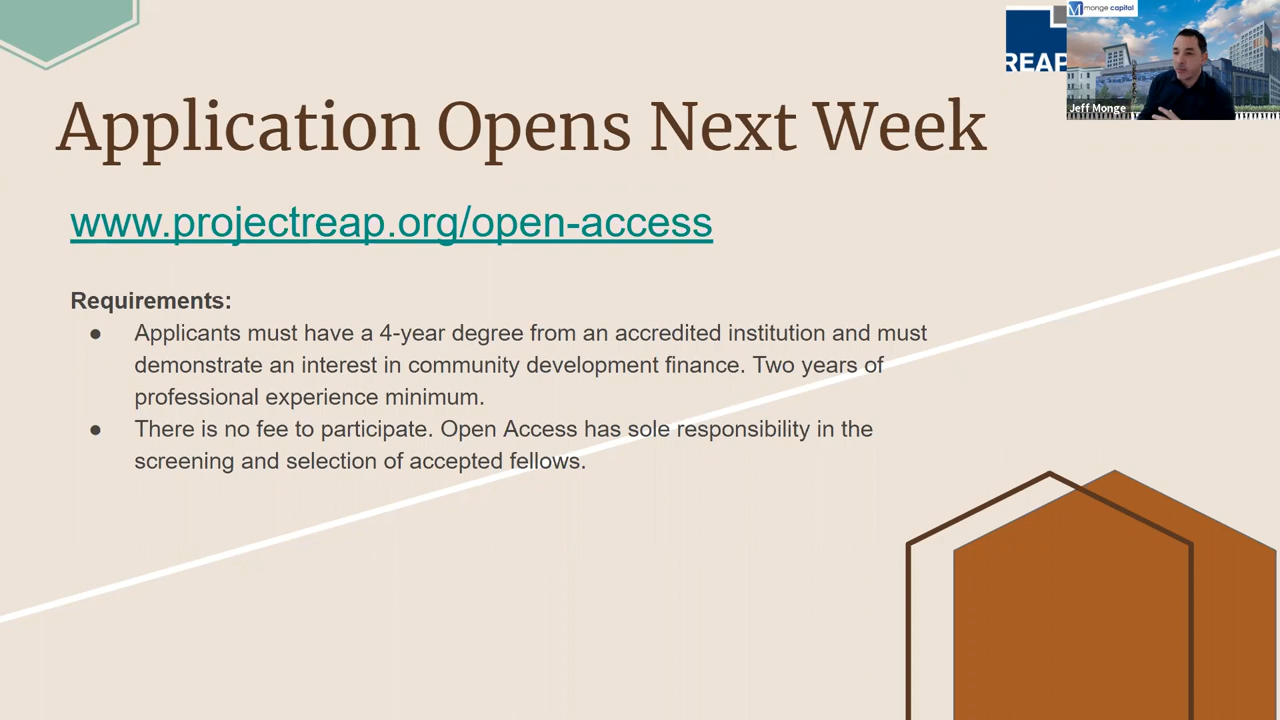 monge capital
REAP
Jeff Monge
Application Opens Next Week
www.projectreap.org/open-access
Requirements:
● Applicants must have a 4-year degree from an accredited institution and must
demonstrate an interest in community development finance. Two years of
professional experience minimum.
● There is no fee to participate. Open Access has sole responsibility in the
screening and selection of accepted fellows.